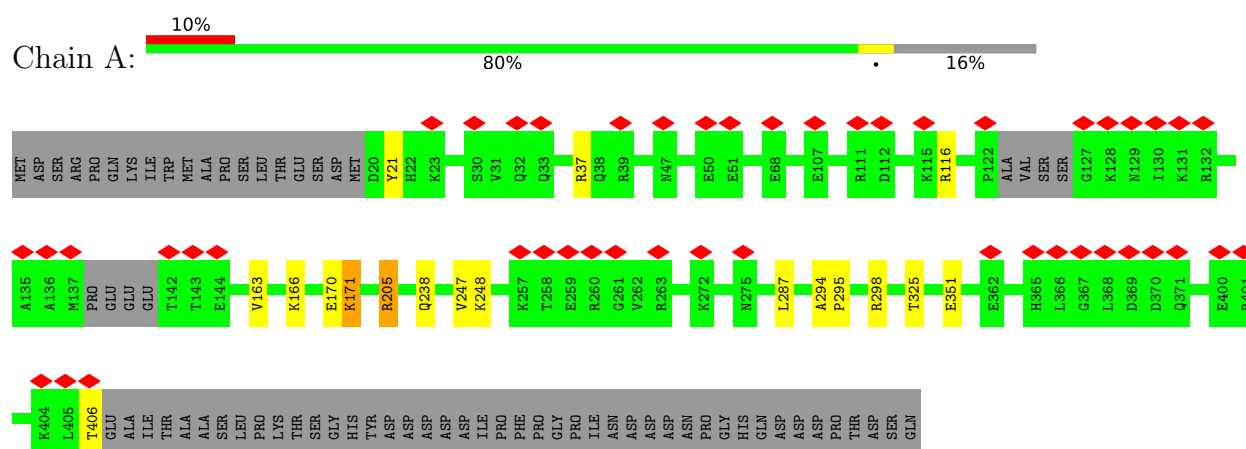 10%
Chain A:
80%
•
16%
MET ASP SER ARG PRO GLN LYS ILE TRP MET ALA PRO SER LEU THR GLU SER ASP MET D20 Y21 H22 K23 S30 V31 Q32 Q33 R37 Q38 R39 N47 E50 E51 E68 E107 R111 D112 K115 R116 P122 ALA VAL SER SER G127 K128 N129 I130 K131 R132
A135 A136 M137 PRO GLU GLU GLU T142 T143 E144 V163 K166 E170 K171 R205 Q238 V247 K248 K257 T258 E259 R260 G261 V262 R263 K272 N275 L287 A294 P295 R298 T325 E351 E362 H365 L366 G367 L368 D369 D370 Q371 E400
K404 L405 T406 GLU ALA ILE THR ALA ALA SER LEU PRO LYS THR SER GLY HIS TYR ASP ASP ASP ASP ASP ILE PRO PHE PRO GLY PRO ILE ASN ASP ASP ASP ASP ASN PRO GLY HIS GLN ASP ASP ASP PRO THR ASP SER GLN